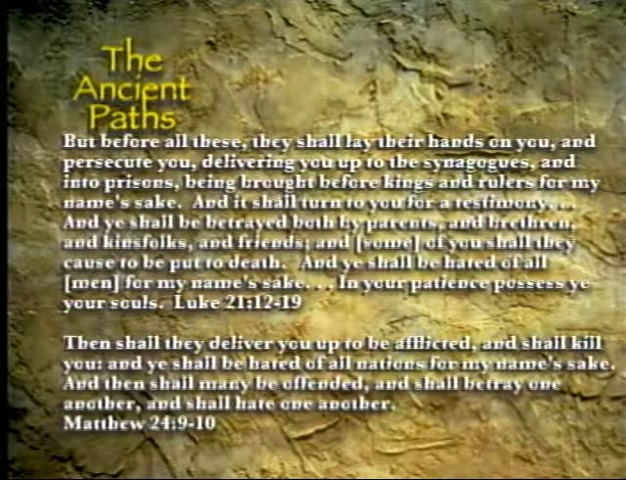 The
Ancient
Paths
But before all these, they shall lay their hands on you, and
persecute you, delivering you up to the synagogues, and
into prisons, being brought before kings and rulers for my
name's sake. And it shall turn to you for a testimony. . .
And ye shall be betrayed both by parents, and brethren,
and kinsfolks, and friends; and [some] of you shall they
cause to be put to death. And ye shall be hated of all
[men] for my name's sake. . . In your patience possess ye
your souls. Luke 21:12-19
Then shall they deliver you up to be afflicted, and shall kill
you: and ye shall be hated of all nations for my name's sake.
And then shall many be offended, and shall betray one
another, and shall hate one another.
Matthew 24:9-10